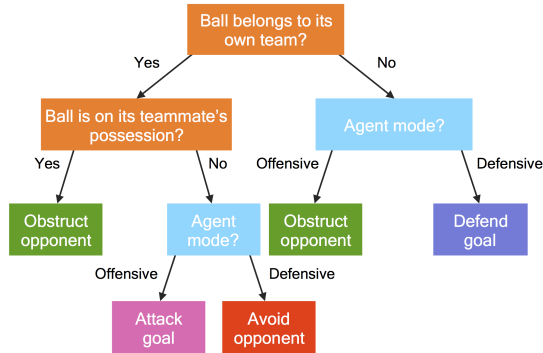 Ball belongs to its
own team?
Yes
No
Ball is on its teammate's
possession?
Agent mode?
Yes
No
Offensive
Defensive
Obstruct
opponent
Agent
mode?
Obstruct
opponent
Defend
goal
Offensive
Defensive
Attack
goal
Avoid
opponent